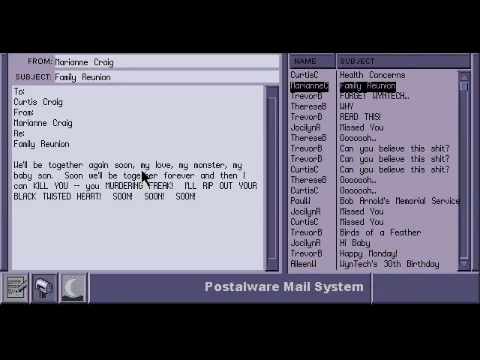 FROM: Marianne Craig
SUBJECT: Family Reunion
To:
Curtis Craig
From:
Marianne Craig
Re:
Family Reunion
We'll be together again soon, my love, my monster, my
baby son. Soon we'll be together forever and then I
can KILL YOU -- you MURDERING FREAK! I'LL RIP OUT YOUR
BLACK TWISTED HEART! SOON! SOON! SOON!
NAME SUBJECT
CurtisC Health Concerns
MarianneC Family Reunion
TrevorB FORGET WYNTECH..
ThereseB WHY
TrevorB READ THIS!
JocilynA Missed You
ThereseB Ooooooh..
TrevorB Can you believe this shit?
CurtisC Can you believe this shit?
TrevorB Can you believe this shit?
ThereseB Ooooooh..
CurtisC Ooooooh..
PaulW Bob Arnold's Memorial Service
JocilynA Missed You
CurtisC Missed You
TrevorB Birds of a Feather
JocilynA Hi Baby
TrevorB Happy Monday!
AileenW WynTech's 30th Birthday
Postalware Mail System